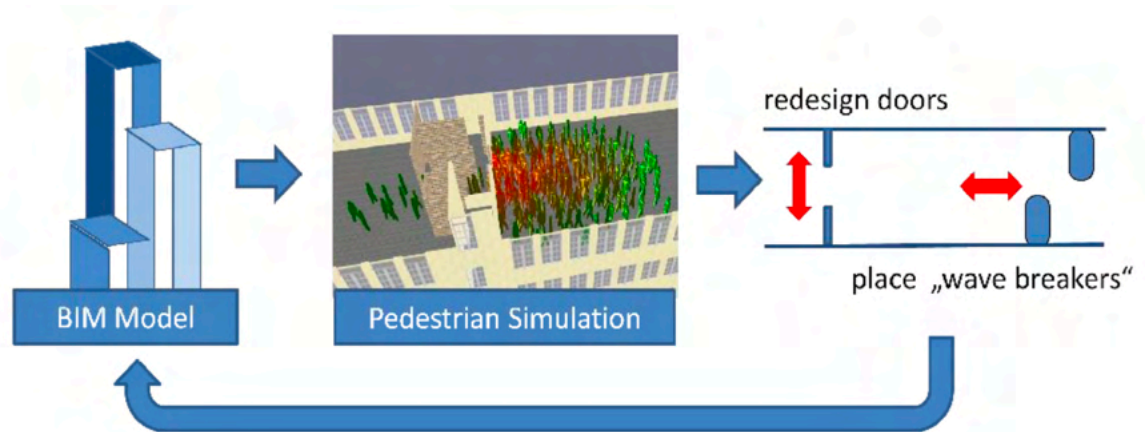 redesign doors
place „wave breakers“
BIM Model
Pedestrian Simulation